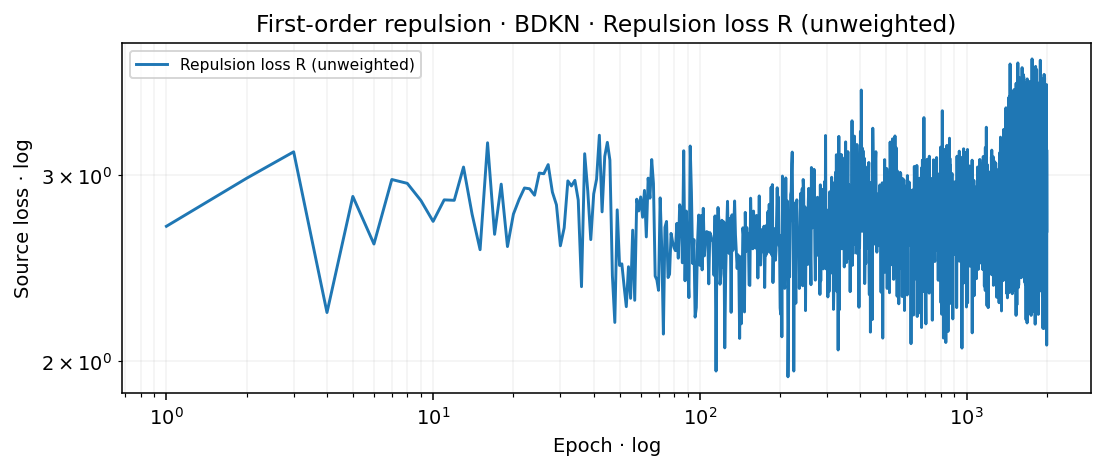 First-order repulsion · BDKN · Repulsion loss R (unweighted)
Repulsion loss R (unweighted)
Source loss · log
3 × 10⁰
2 × 10⁰
10⁰ 10¹ 10² 10³
Epoch · log